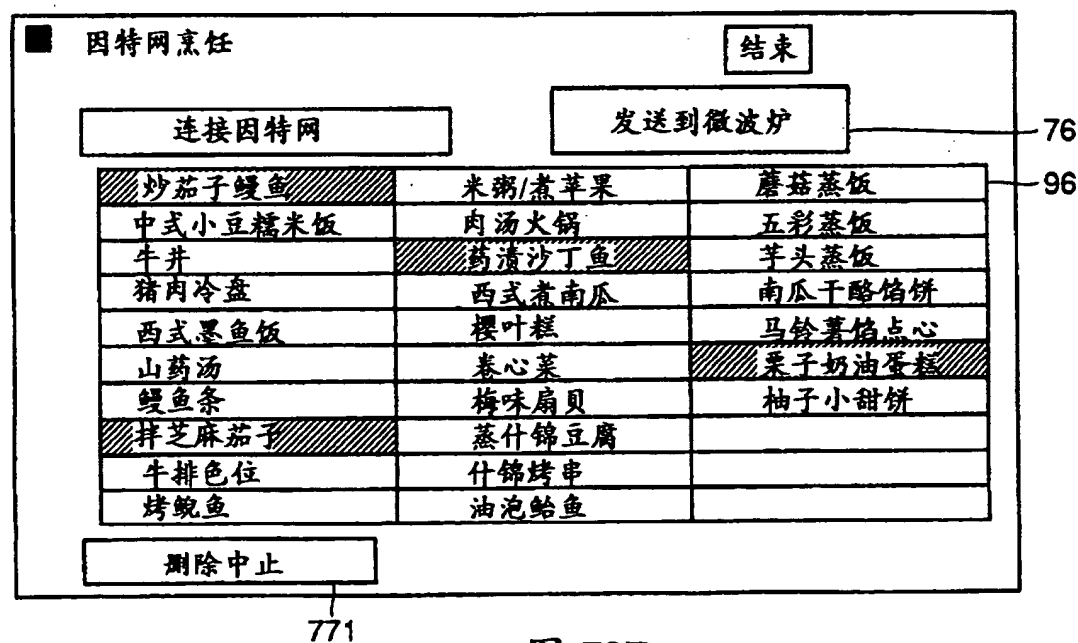 因特网烹饪
结束
连接因特网
发送到微波炉
76
炒茄子鳗鱼 米粥/煮苹果 蘑菇蒸饭
96
中式小豆糯米饭 肉汤火锅 五彩蒸饭
牛井 药渍沙丁鱼 芋头蒸饭
猪肉冷盘 西式煮南瓜 南瓜干酪馅饼
西式墨鱼饭 樱叶糕 马铃薯馅点心
山药汤 卷心菜 栗子奶油蛋糕
鳗鱼条 梅味扇贝 柚子小甜饼
拌芝麻茄子 蒸什锦豆腐
牛排色位 什锦烤串
烤鲵鱼 油泡鲐鱼
删除中止
771